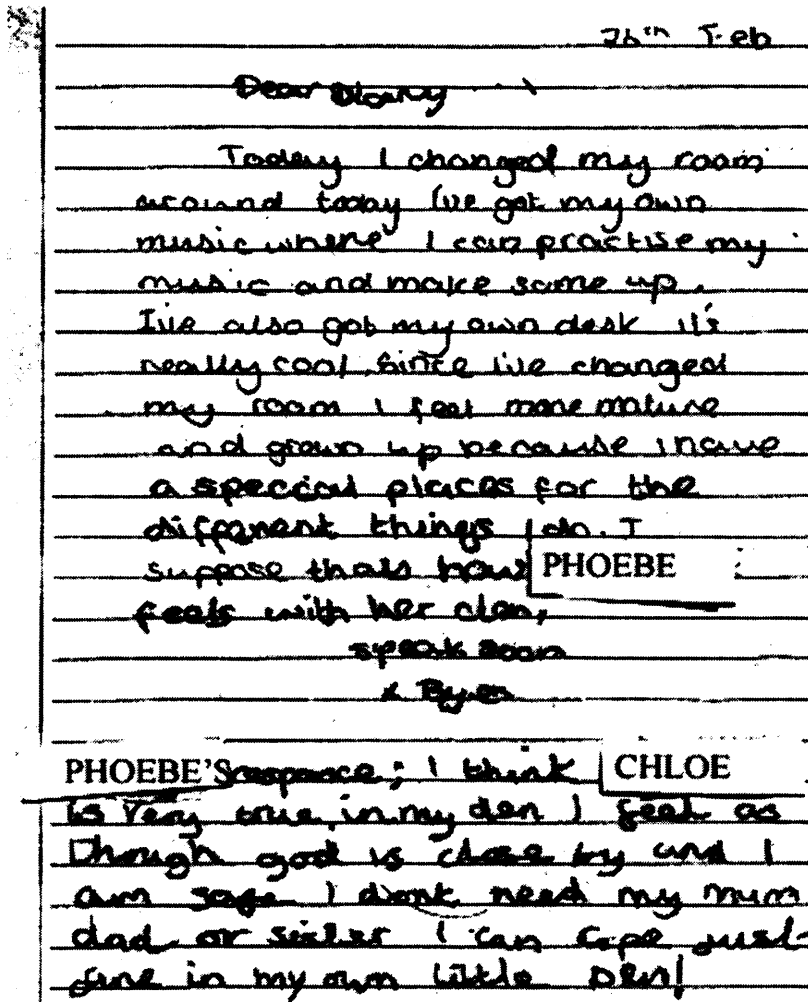 26th Feb
Dear Diary
Today I changed my room
around today I've got my own
music where I can practise my
music and make some up.
I've also got my own desk it's
really cool. Since i've changed
my room I feel more mature
and grown up because I have
a special places for the
different things I do. I
suppose thats how PHOEBE
feels with her den,
speak soon
x Byee
PHOEBE'S responce; I think CHLOE
is very true, in my den I feel as
though god is close by and I
am safe I dont need my mum
dad or sister I can cope just
fine in my own little Den!